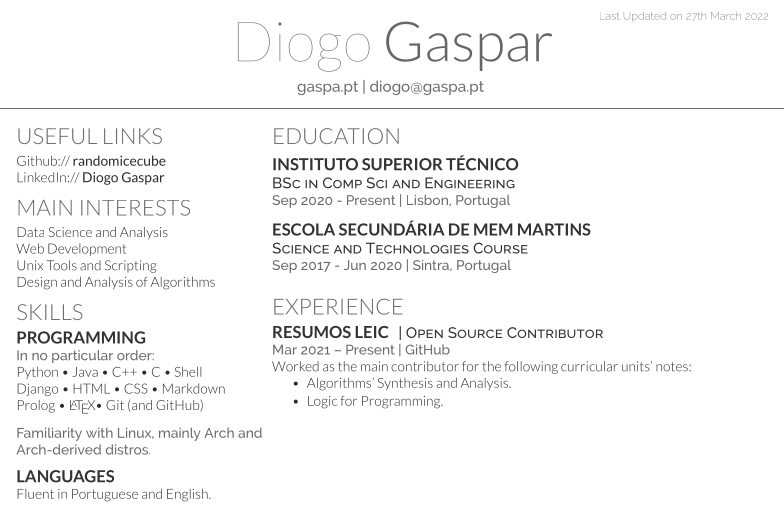 Last Updated on 27th March 2022
Diogo Gaspar
gaspa.pt | diogo@gaspa.pt
USEFUL LINKS
Github:// randomicecube
LinkedIn:// Diogo Gaspar
MAIN INTERESTS
Data Science and Analysis
Web Development
Unix Tools and Scripting
Design and Analysis of Algorithms
SKILLS
PROGRAMMING
In no particular order:
Python • Java • C++ • C • Shell
Django • HTML • CSS • Markdown
Prolog • LATEX• Git (and GitHub)
Familiarity with Linux, mainly Arch and
Arch-derived distros.
LANGUAGES
Fluent in Portuguese and English.
EDUCATION
INSTITUTO SUPERIOR TÉCNICO
BSc in Comp Sci and Engineering
Sep 2020 - Present | Lisbon, Portugal
ESCOLA SECUNDÁRIA DE MEM MARTINS
Science and Technologies Course
Sep 2017 - Jun 2020 | Sintra, Portugal
EXPERIENCE
RESUMOS LEIC | Open Source Contributor
Mar 2021 – Present | GitHub
Worked as the main contributor for the following curricular units' notes:
• Algorithms' Synthesis and Analysis.
• Logic for Programming.